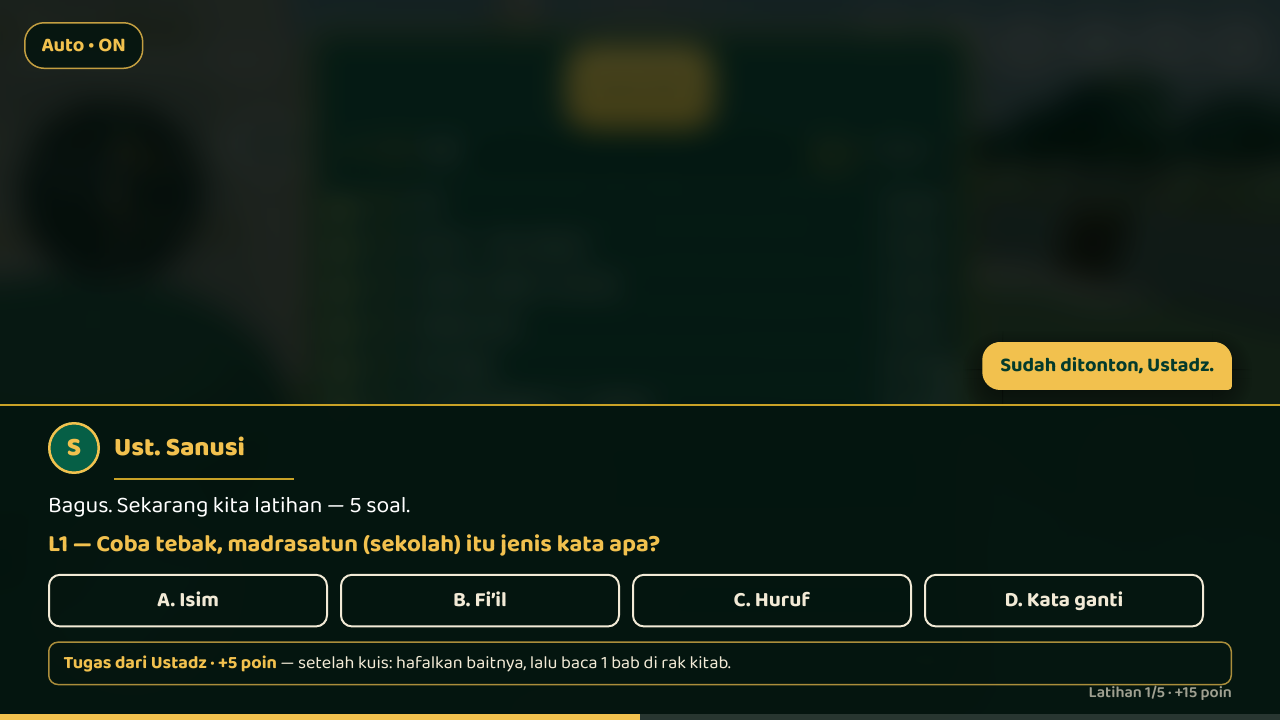 Auto • ON
Sudah ditonton, Ustadz.
S
Ust. Sanusi
Bagus. Sekarang kita latihan — 5 soal.
L1 — Coba tebak, madrasatun (sekolah) itu jenis kata apa?
A. Isim
B. Fi’il
C. Huruf
D. Kata ganti
Tugas dari Ustadz · +5 poin — setelah kuis: hafalkan baitnya, lalu baca 1 bab di rak kitab.
Latihan 1/5 · +15 poin